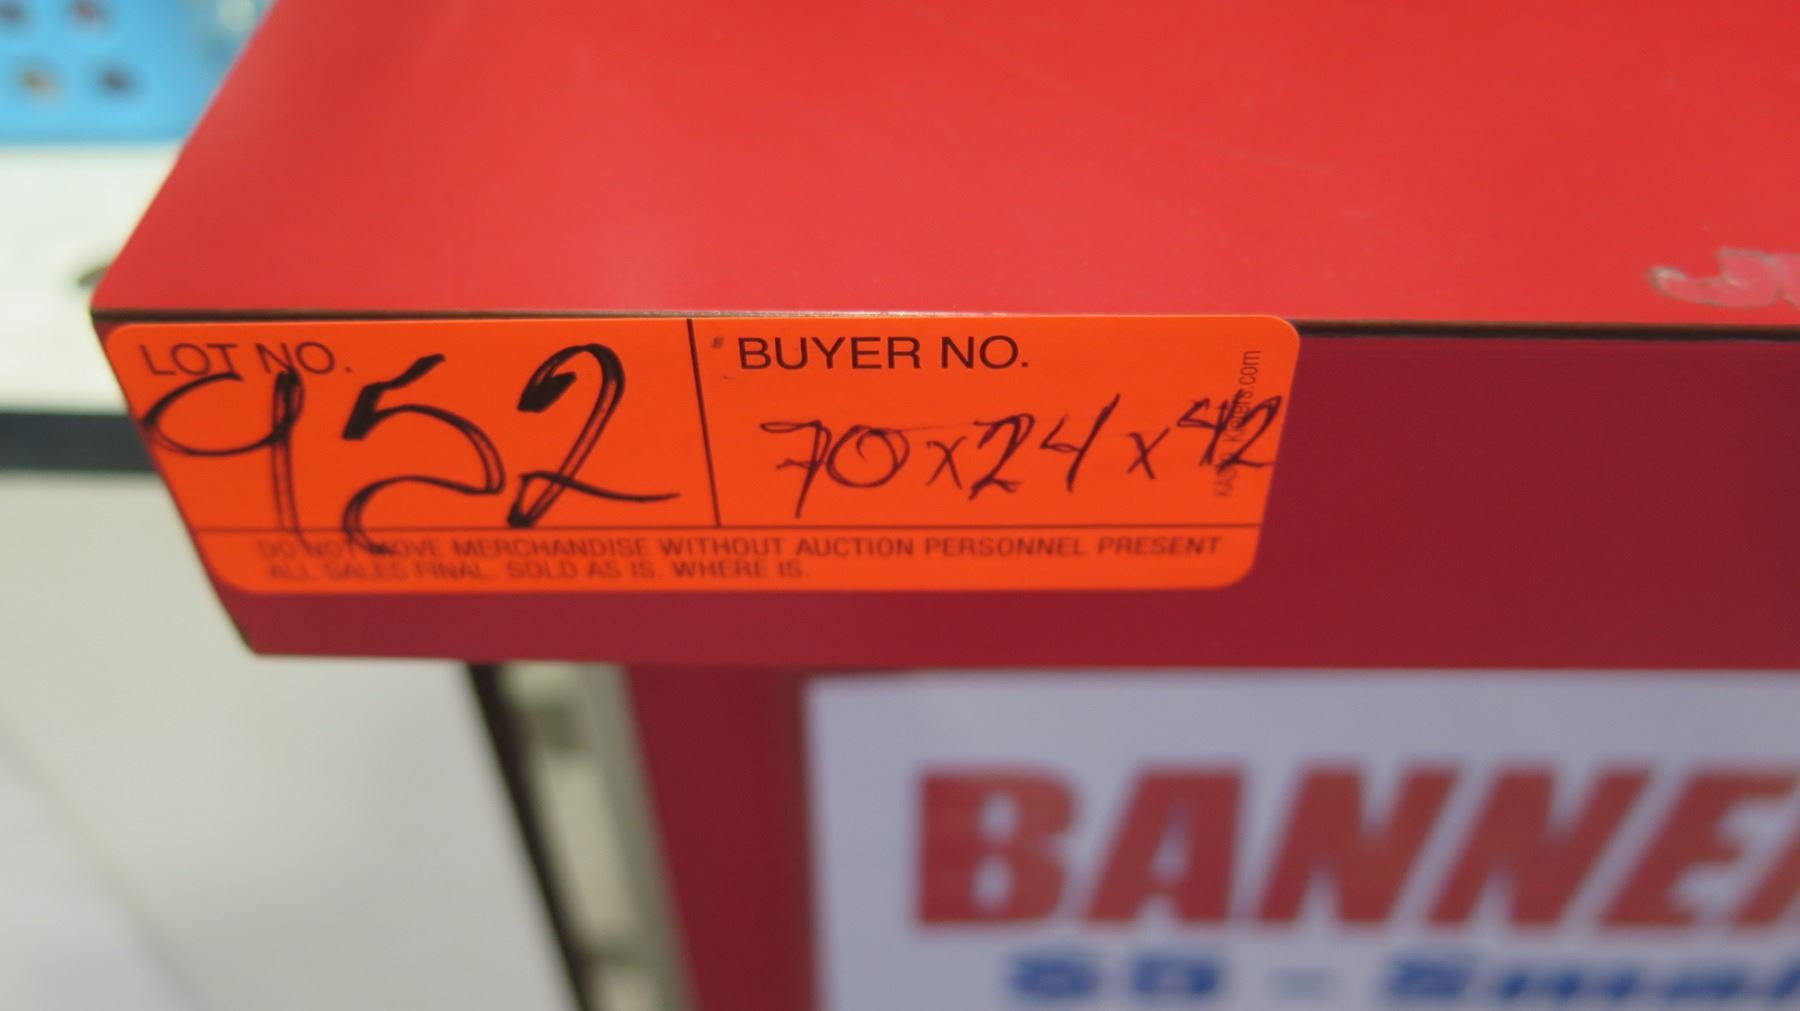 LOT NO.
952
BUYER NO.
70x24x42
DO NOT MOVE MERCHANDISE WITHOUT AUCTION PERSONNEL PRESENT
ALL SALES FINAL. SOLD AS IS. WHERE IS.
BANNE